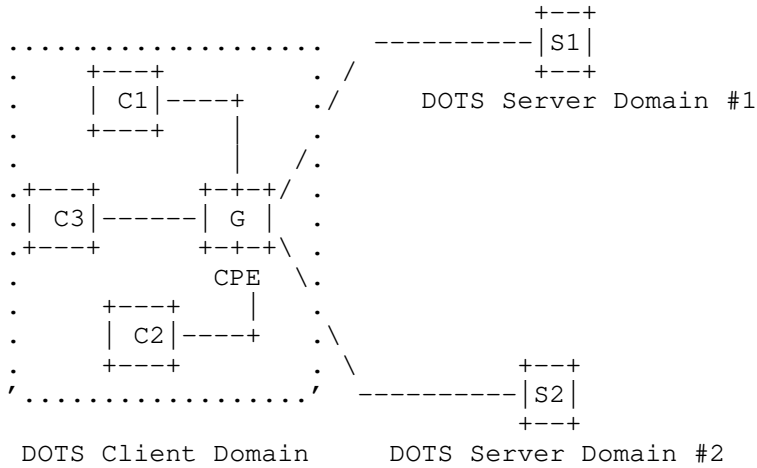 S1
C1
DOTS Server Domain #1
C3 G
CPE
C2
S2
DOTS Client Domain DOTS Server Domain #2